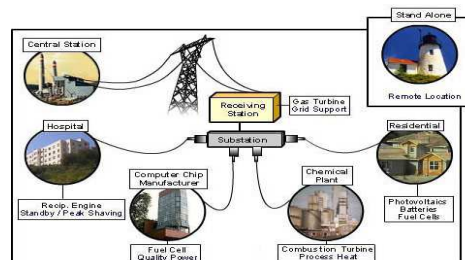 Stand Alone
Remote Location
Central Station
Receiving
Station
Gas Turbine
Grid Support
Hospital
Recip. Engine
Standby / Peak Shaving
Substation
Residential
Photovoltaics
Batteries
Fuel Cells
Computer Chip
Manufacturer
Fuel Cell
Quality Power
Chemical
Plant
Combustion Turbine
Process Heat